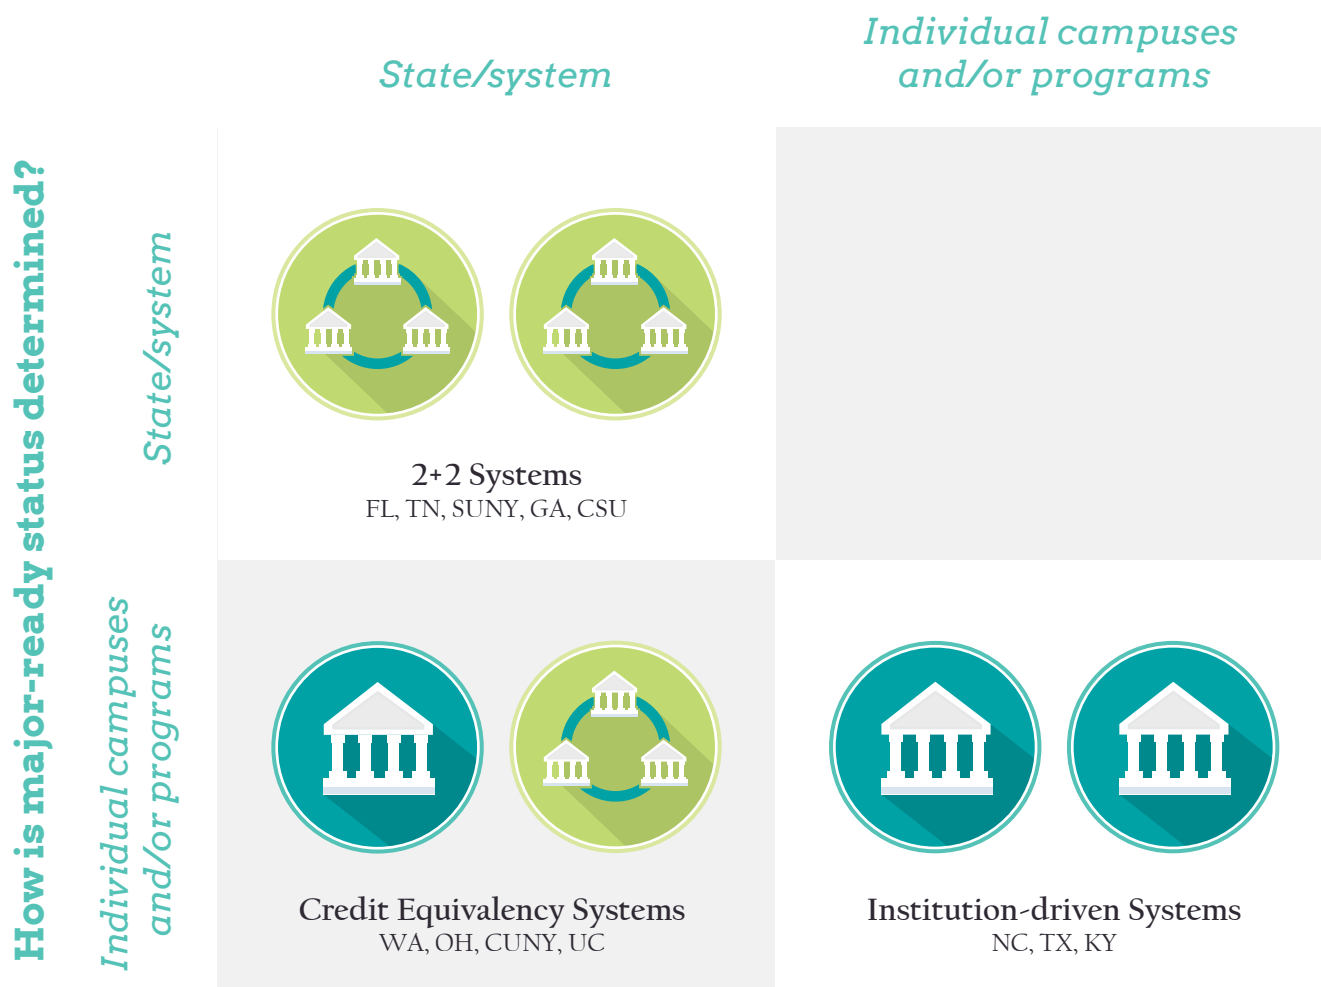 Individual campuses
State/system
and/or programs
How is major-ready status determined?
State/system
2+2 Systems
FL, TN, SUNY, GA, CSU
Individual campuses
and/or programs
Credit Equivalency Systems
WA, OH, CUNY, UC
Institution-driven Systems
NC, TX, KY